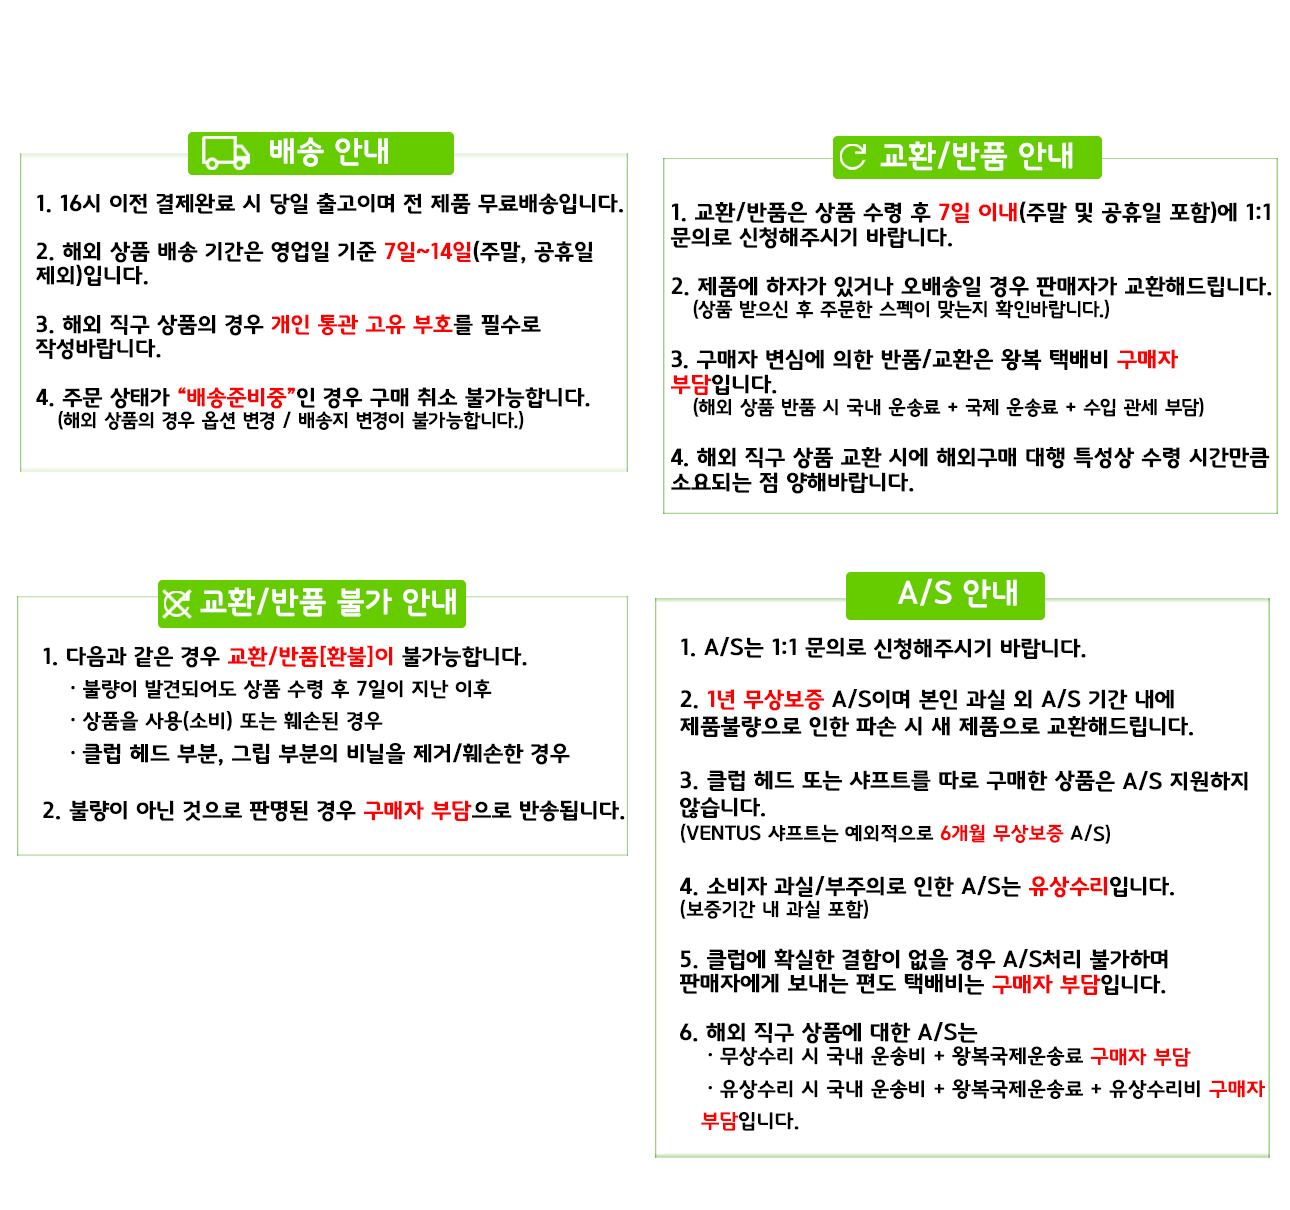 배송 안내
1. 16시 이전 결제완료 시 당일 출고이며 전 제품 무료배송입니다.
2. 해외 상품 배송 기간은 영업일 기준 7일~14일(주말, 공휴일
제외)입니다.
3. 해외 직구 상품의 경우 개인 통관 고유 부호를 필수로
작성바랍니다.
4. 주문 상태가 “배송준비중”인 경우 구매 취소 불가능합니다.
(해외 상품의 경우 옵션 변경 / 배송지 변경이 불가능합니다.)
교환/반품 안내
1. 교환/반품은 상품 수령 후 7일 이내(주말 및 공휴일 포함)에 1:1
문의로 신청해주시기 바랍니다.
2. 제품에 하자가 있거나 오배송일 경우 판매자가 교환해드립니다.
(상품 받으신 후 주문한 스펙이 맞는지 확인바랍니다.)
3. 구매자 변심에 의한 반품/교환은 왕복 택배비 구매자
부담입니다.
(해외 상품 반품 시 국내 운송료 + 국제 운송료 + 수입 관세 부담)
4. 해외 직구 상품 교환 시에 해외구매 대행 특성상 수령 시간만큼
소요되는 점 양해바랍니다.
교환/반품 불가 안내
1. 다음과 같은 경우 교환/반품[환불]이 불가능합니다.
· 불량이 발견되어도 상품 수령 후 7일이 지난 이후
· 상품을 사용(소비) 또는 훼손된 경우
· 클럽 헤드 부분, 그립 부분의 비닐을 제거/훼손한 경우
2. 불량이 아닌 것으로 판명된 경우 구매자 부담으로 반송됩니다.
A/S 안내
1. A/S는 1:1 문의로 신청해주시기 바랍니다.
2. 1년 무상보증 A/S이며 본인 과실 외 A/S 기간 내에
제품불량으로 인한 파손 시 새 제품으로 교환해드립니다.
3. 클럽 헤드 또는 샤프트를 따로 구매한 상품은 A/S 지원하지
않습니다.
(VENTUS 샤프트는 예외적으로 6개월 무상보증 A/S)
4. 소비자 과실/부주의로 인한 A/S는 유상수리입니다.
(보증기간 내 과실 포함)
5. 클럽에 확실한 결함이 없을 경우 A/S처리 불가하며
판매자에게 보내는 편도 택배비는 구매자 부담입니다.
6. 해외 직구 상품에 대한 A/S는
· 무상수리 시 국내 운송비 + 왕복국제운송료 구매자 부담
· 유상수리 시 국내 운송비 + 왕복국제운송료 + 유상수리비 구매자
부담입니다.